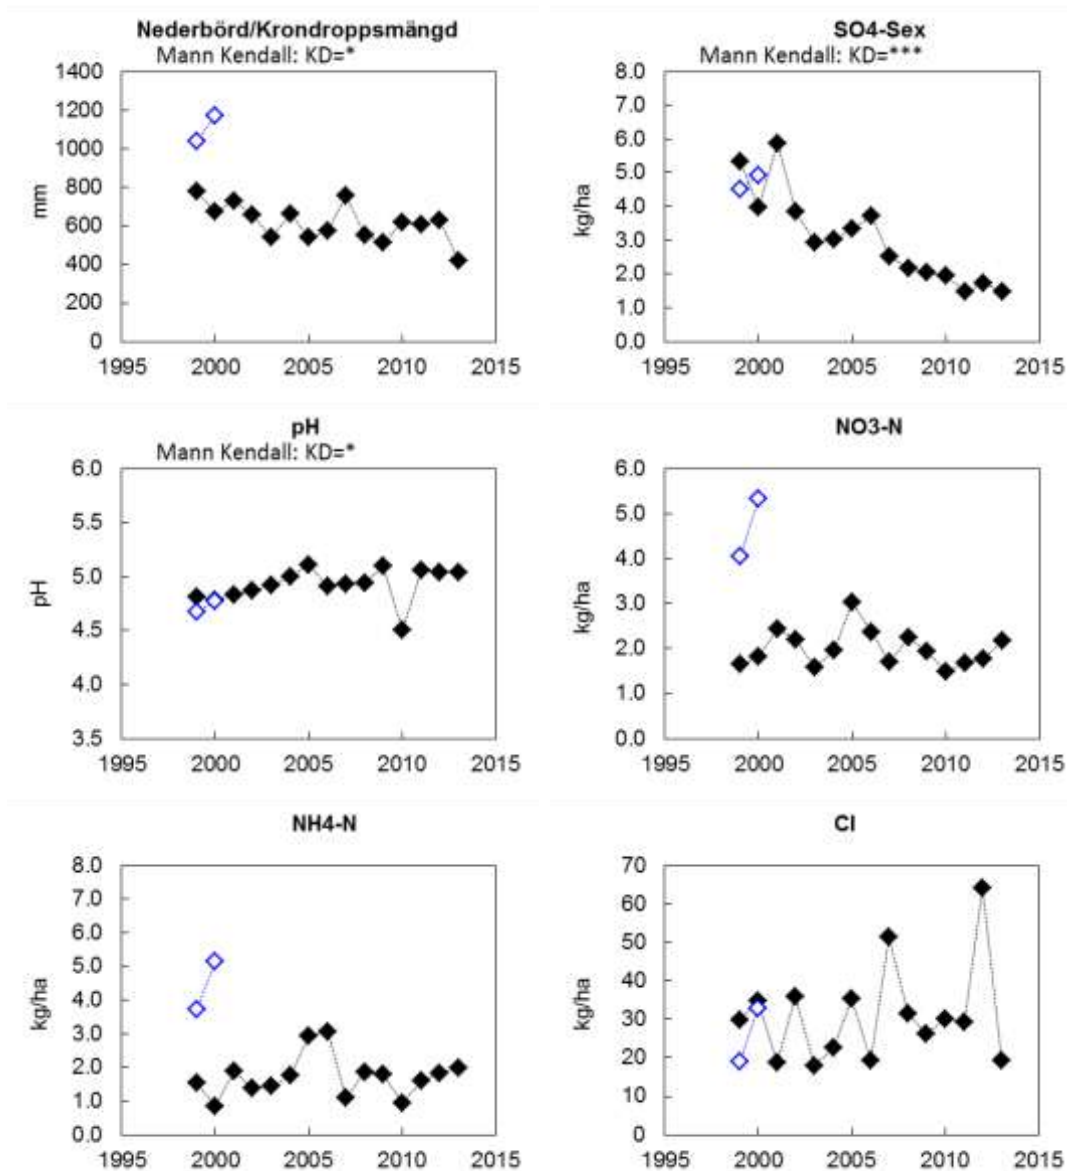 Nederbörd/Krondroppsmängd
Mann Kendall: KD=*
1400
1200
1000
800
600
400
200
0
mm
1995 2000 2005 2010 2015
SO4-Sex
Mann Kendall: KD=***
8.0
7.0
6.0
5.0
4.0
3.0
2.0
1.0
kg/ha
1995 2000 2005 2010 2015
pH
Mann Kendall: KD=*
6.0
5.5
5.0
4.5
4.0
3.5
pH
1995 2000 2005 2010 2015
NO3-N
6.0
5.0
4.0
3.0
2.0
1.0
0.0
kg/ha
1995 2000 2005 2010 2015
NH4-N
8.0
7.0
6.0
5.0
4.0
3.0
2.0
1.0
0.0
kg/ha
1995 2000 2005 2010 2015
Cl
70
60
50
40
30
20
10
0
kg/ha
1995 2000 2005 2010 2015